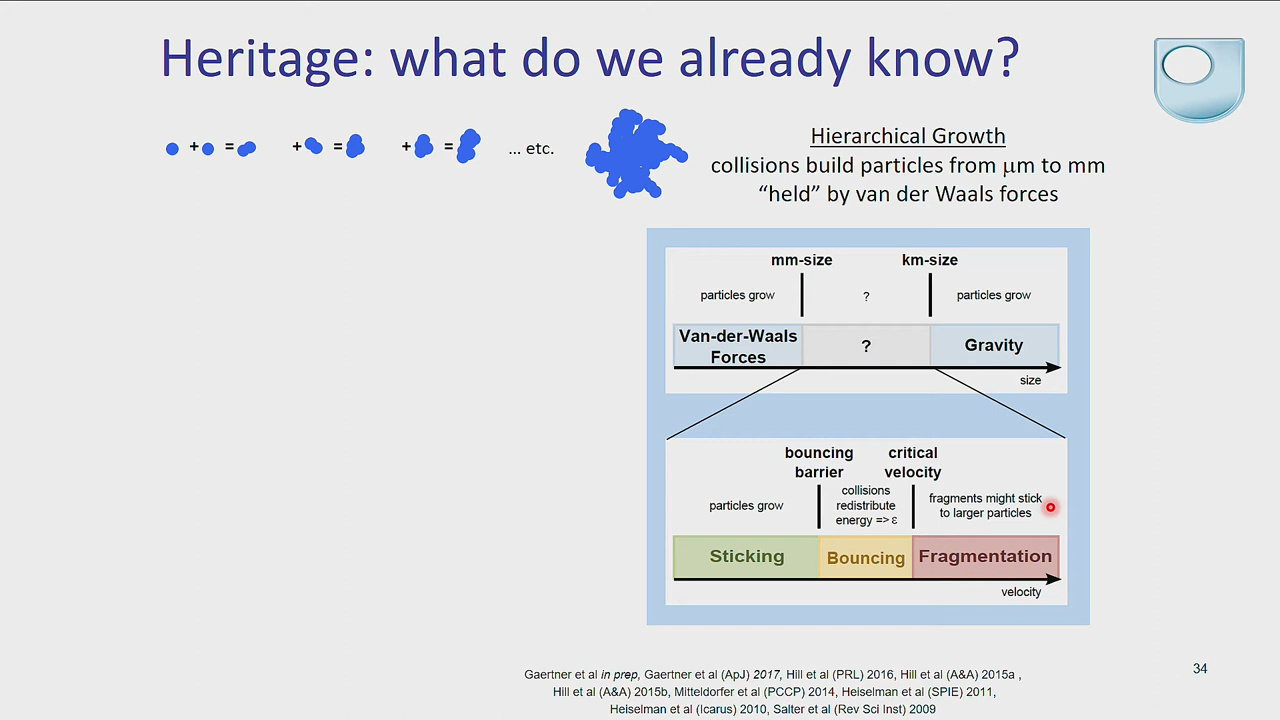 Heritage: what do we already know?
+ =
+ =
+ =
... etc.
Hierarchical Growth
collisions build particles from μm to mm
“held” by van der Waals forces
mm-size
km-size
particles grow
?
particles grow
Van-der-Waals
Forces
?
Gravity
size
bouncing
barrier
critical
velocity
particles grow
collisions
redistribute
energy => ε
fragments might stick
to larger particles
Sticking
Bouncing
Fragmentation
velocity
Gaertner et al in prep, Gaertner et al (ApJ) 2017, Hill et al (PRL) 2016, Hill et al (A&A) 2015a ,
Hill et al (A&A) 2015b, Mitteldorfer et al (PCCP) 2014, Heiselman et al (SPIE) 2011,
Heiselman et al (Icarus) 2010, Salter et al (Rev Sci Inst) 2009
34